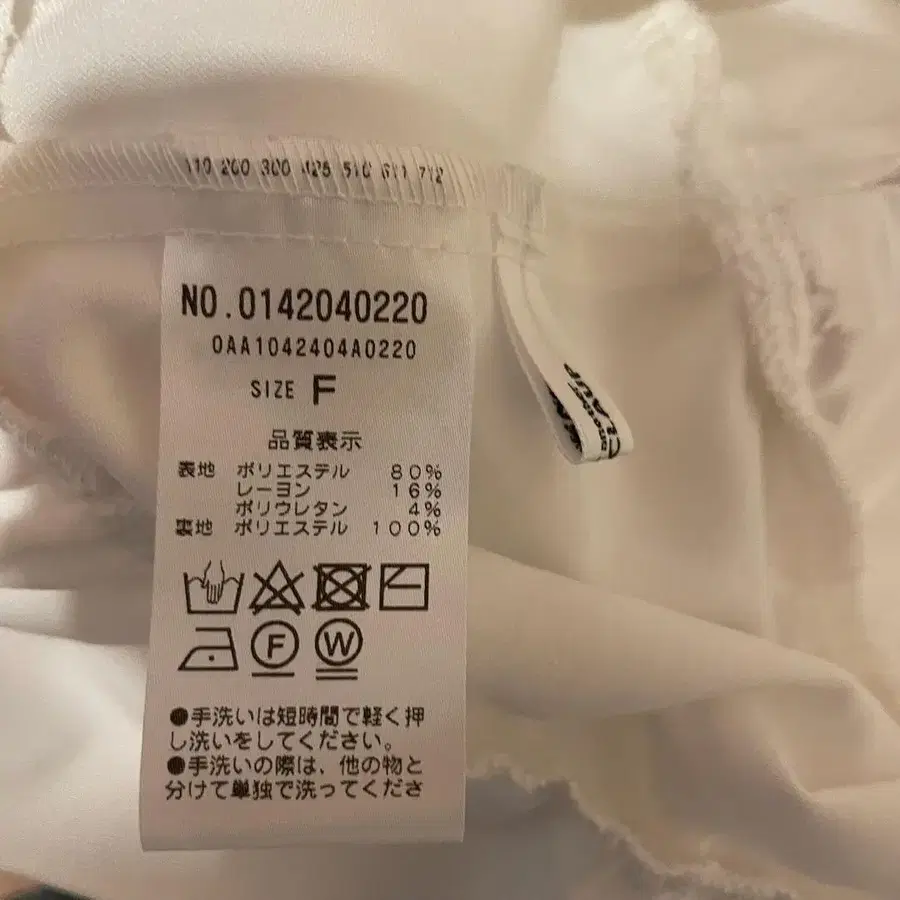 110 200 300 425 510 611 712
NO.0142040220
0AA1042404A0220
SIZE F
品質表示
表地 ポリエステル 80%
レーヨン 16%
ポリウレタン 4%
裏地 ポリエステル 100%
F W
●手洗いは短時間で軽く押
し洗いをしてください。
●手洗いの際は、他の物と
分けて単独で洗ってくださ